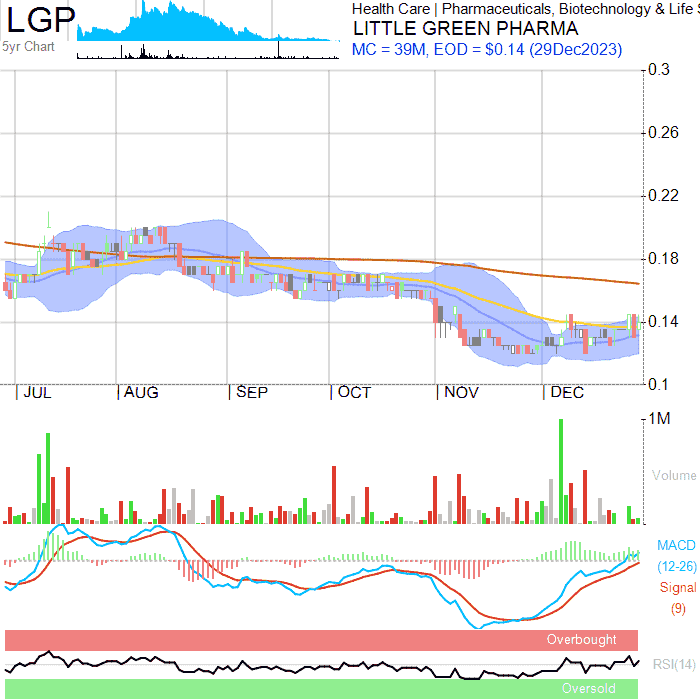 LGP
5yr Chart
Health Care | Pharmaceuticals, Biotechnology & Life S
LITTLE GREEN PHARMA
MC = 39M, EOD = $0.14 (29Dec2023)
0.3
0.26
0.22
0.18
0.14
0.1
JUL AUG SEP OCT NOV DEC
1M
Volume
MACD
(12-26)
Signal
(9)
Overbought
RSI(14)
Oversold